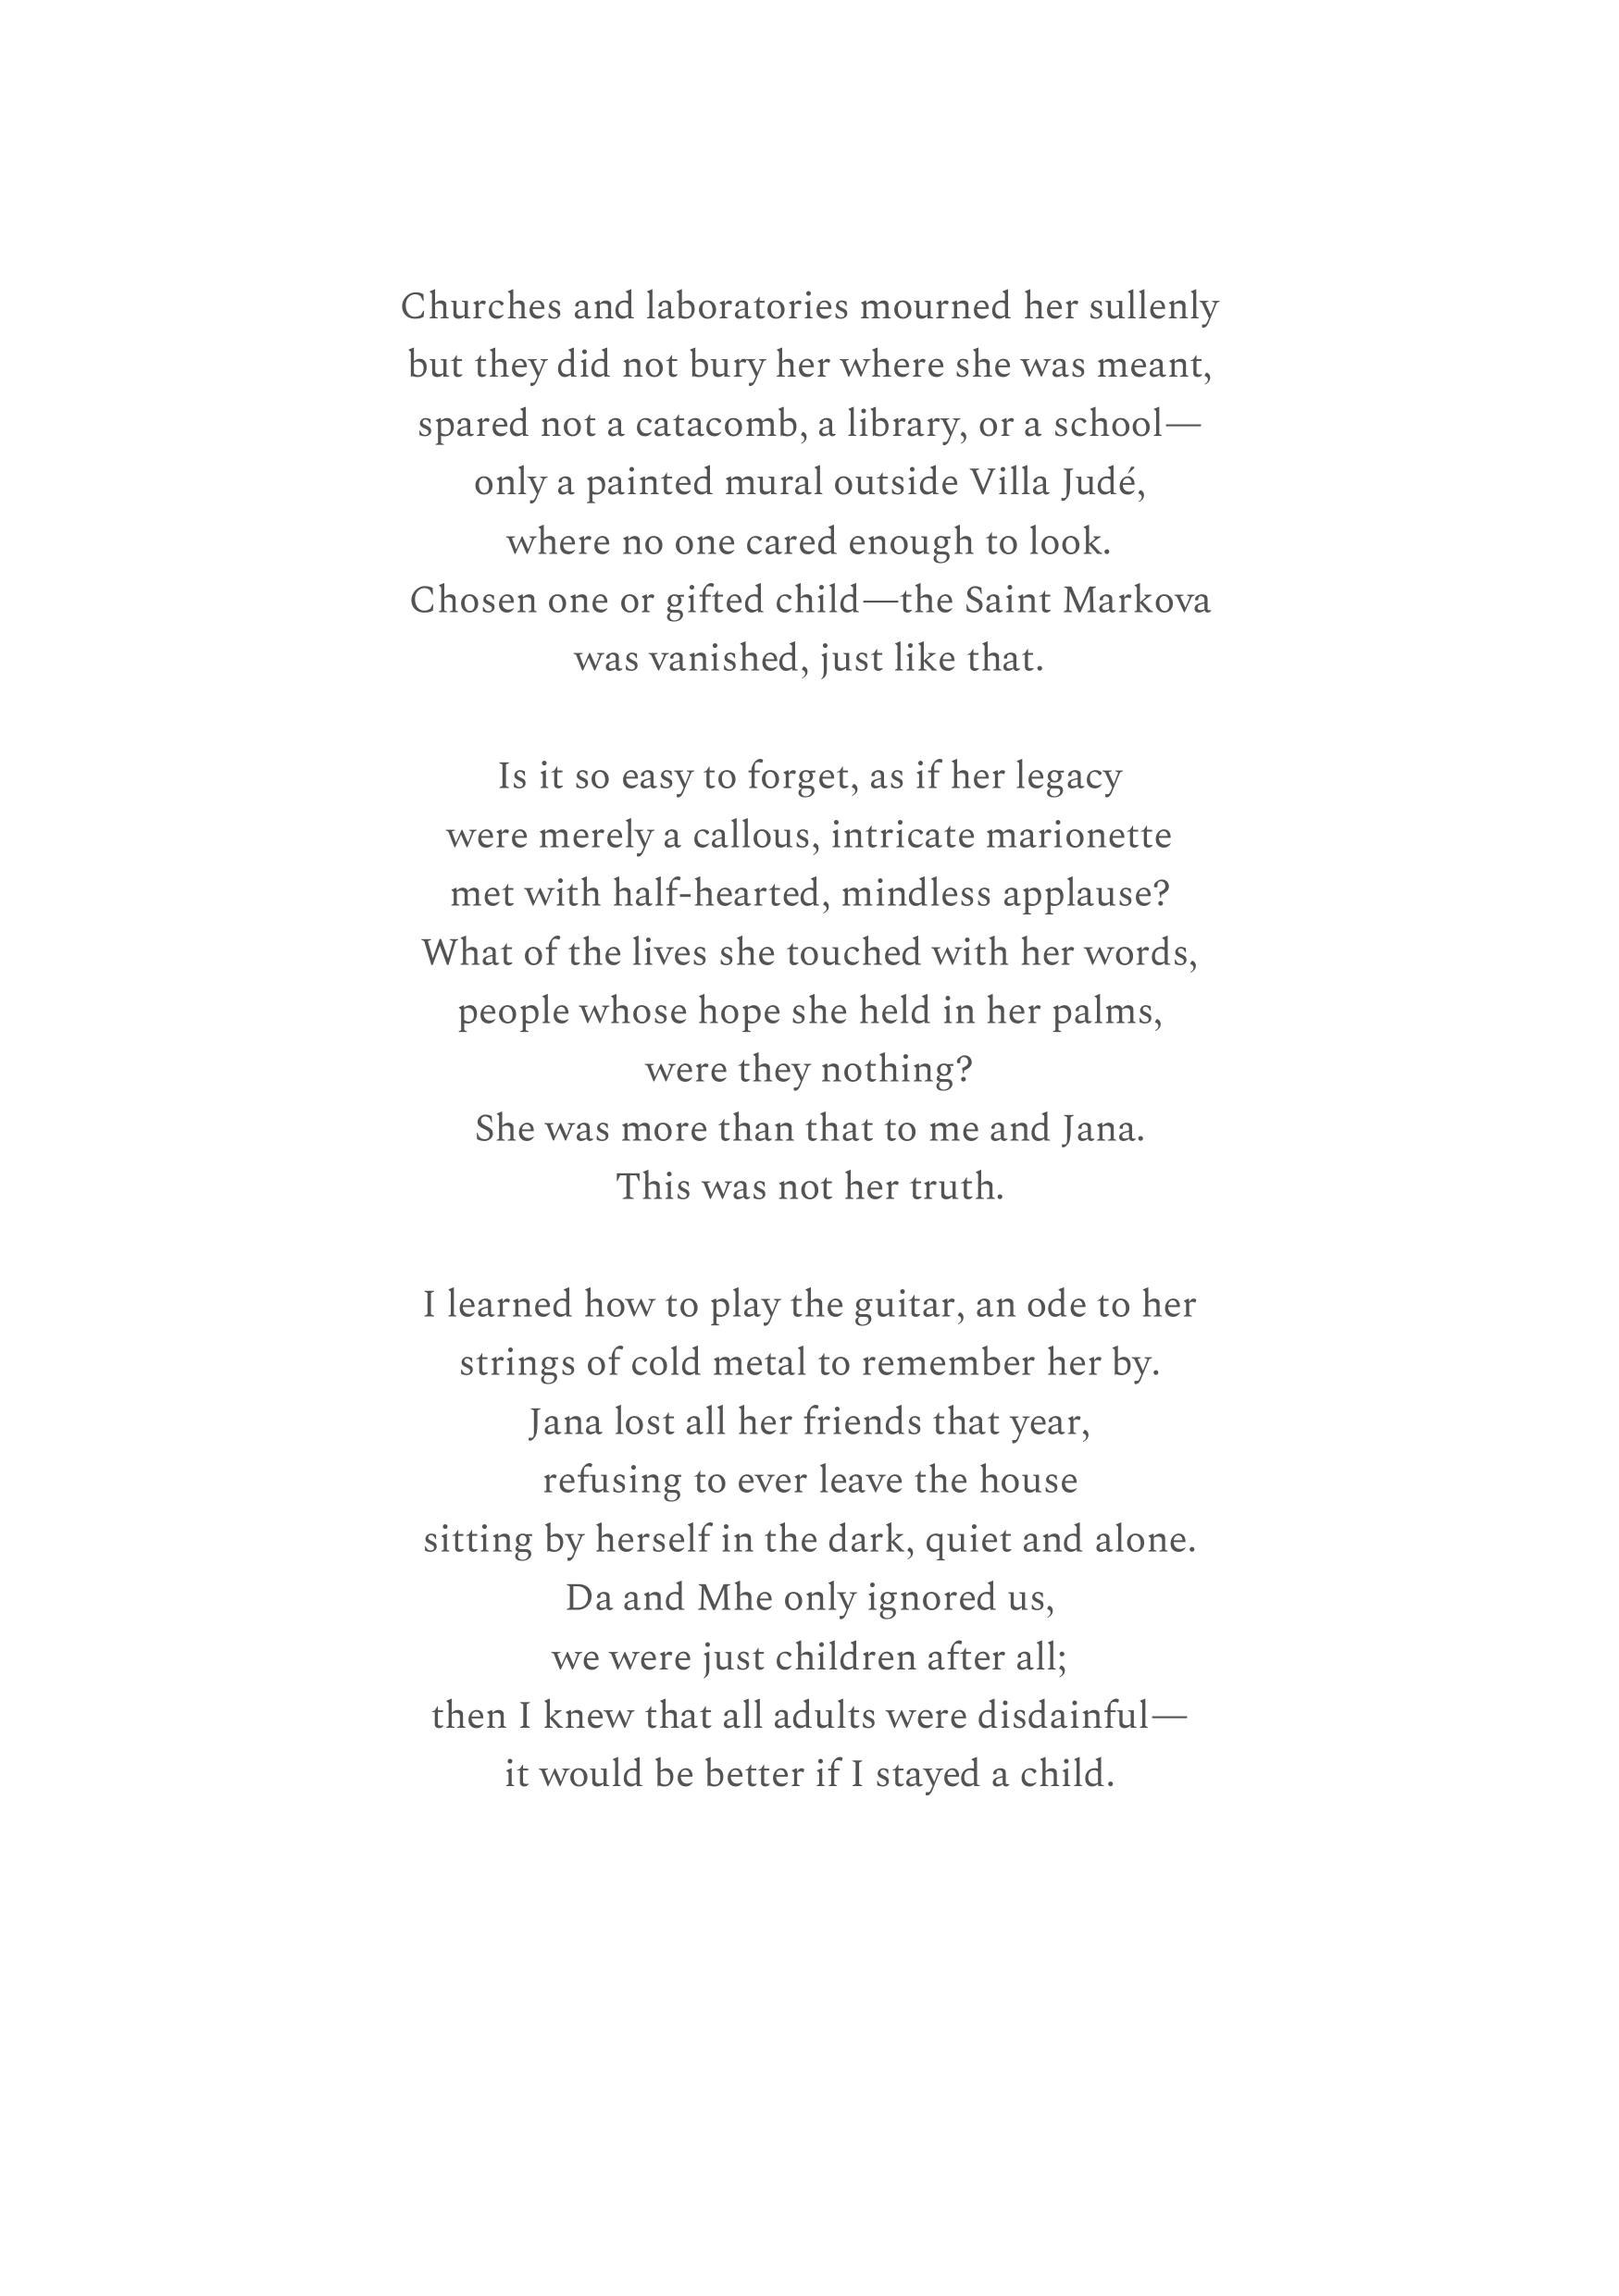 Churches and laboratories mourned her sullenly
but they did not bury her where she was meant,
spared not a catacomb, a library, or a school—
only a painted mural outside Villa Judé,
where no one cared enough to look.
Chosen one or gifted child—the Saint Markova
was vanished, just like that.

Is it so easy to forget, as if her legacy
were merely a callous, intricate marionette
met with half-hearted, mindless applause?
What of the lives she touched with her words,
people whose hope she held in her palms,
were they nothing?
She was more than that to me and Jana.
This was not her truth.

I learned how to play the guitar, an ode to her
strings of cold metal to remember her by.
Jana lost all her friends that year,
refusing to ever leave the house
sitting by herself in the dark, quiet and alone.
Da and Mhe only ignored us,
we were just children after all;
then I knew that all adults were disdainful—
it would be better if I stayed a child.